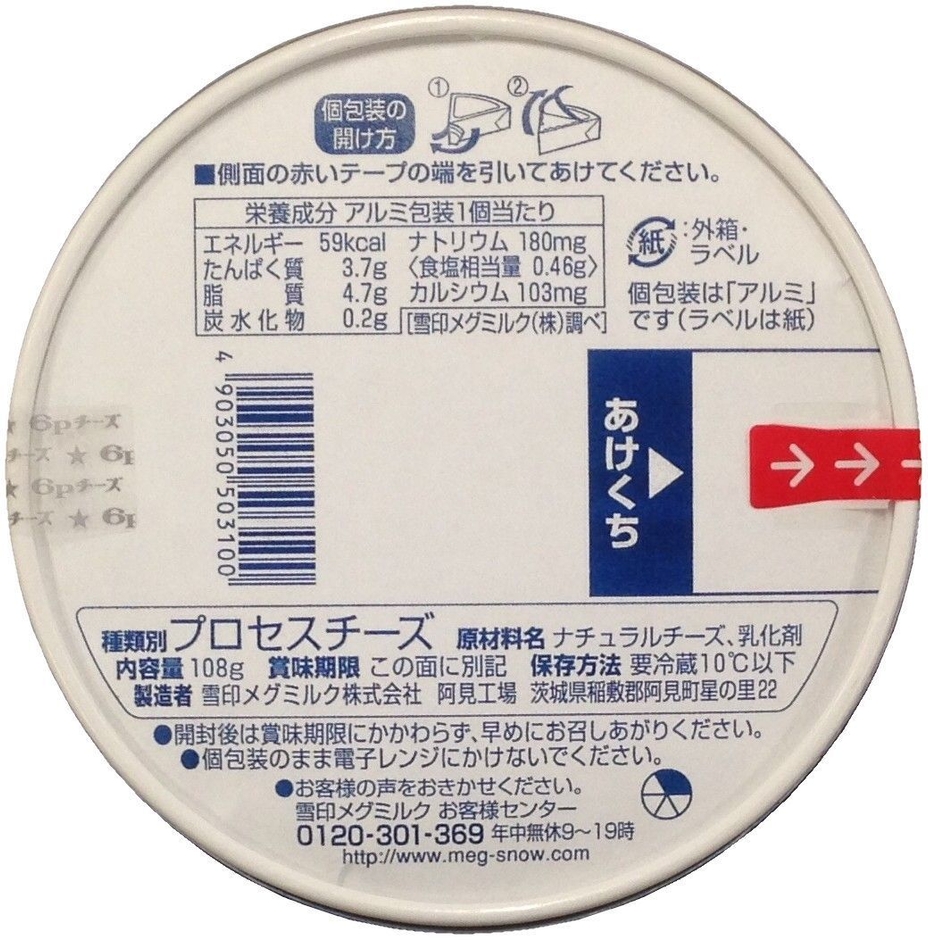 個包装の
開け方
① ②
■側面の赤いテープの端を引いてあけてください。
栄養成分 アルミ包装1個当たり
エネルギー 59kcal ナトリウム 180mg
たんぱく質 3.7g 〈食塩相当量 0.46g〉
脂質 4.7g カルシウム 103mg
炭水化物 0.2g [雪印メグミルク(株)調べ]
紙:外箱・
ラベル
個包装は「アルミ」
です(ラベルは紙)
4 903050 503100
あけくち
★ 6Pチーズ
チーズ ★ 6P
★ 6Pチーズ
チーズ ★ 6P
種類別 プロセスチーズ 原材料名 ナチュラルチーズ、乳化剤
内容量 108g 賞味期限 この面に別記 保存方法 要冷蔵10℃以下
製造者 雪印メグミルク株式会社 阿見工場 茨城県稲敷郡阿見町星の里22
●開封後は賞味期限にかかわらず、早めにお召しあがりください。
●個包装のまま電子レンジにかけないでください。
●お客様の声をおきかせください。
雪印メグミルク お客様センター
0120-301-369 年中無休9〜19時
http://www.meg-snow.com